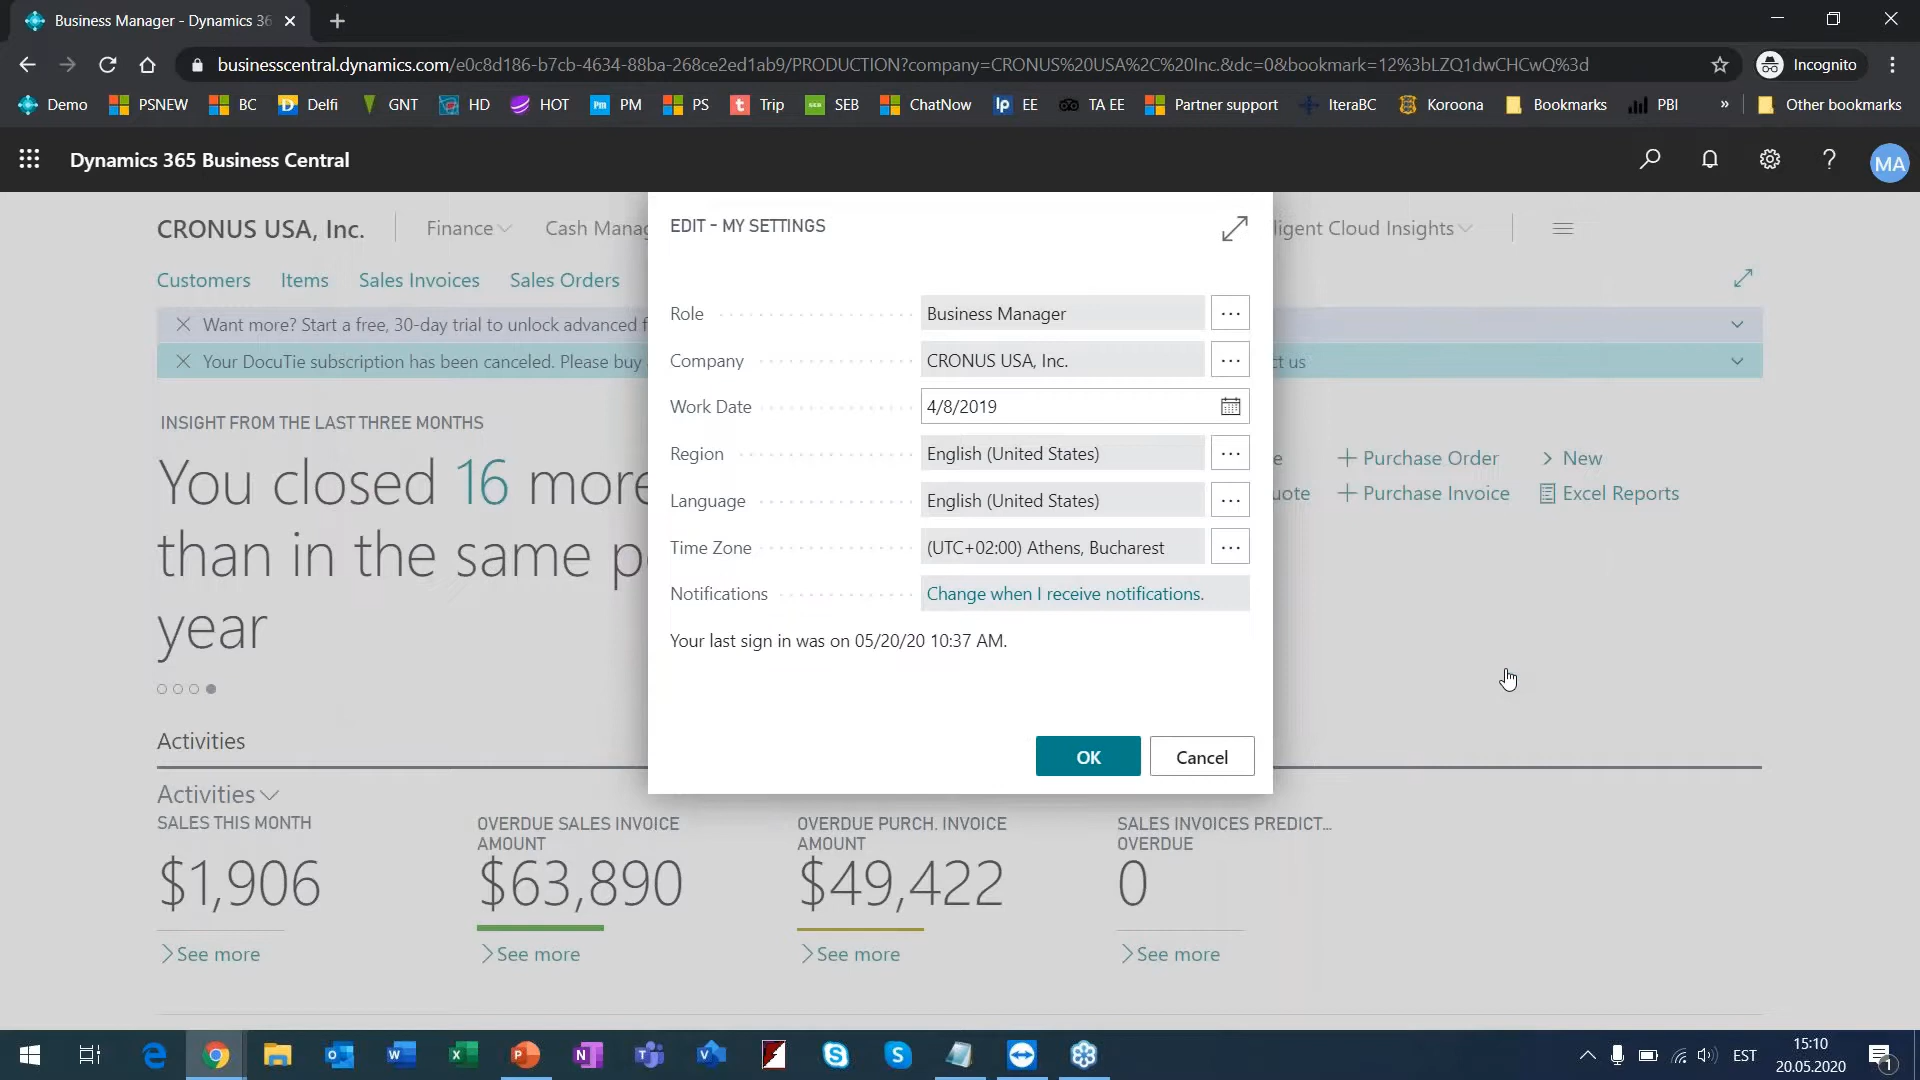 Business Manager - Dynamics 36
businesscentral.dynamics.com/e0c8d186-b7cb-4634-88ba-268ce2ed1ab9/PRODUCTION?company=CRONUS%20USA%2C%20Inc.&dc=0&bookmark=12%3bLZQ1dwCHCwQ%3d
Incognito
Demo PSNEW BC Delfi GNT HD HOT PM PS Trip SEB ChatNow EE TA EE Partner support IteraBC Koroona Bookmarks PBI » Other bookmarks
Dynamics 365 Business Central
? MA
CRONUS USA, Inc. Finance Cash Manag
ligent Cloud Insights
Customers Items Sales Invoices Sales Orders
Want more? Start a free, 30-day trial to unlock advanced f
Your DocuTie subscription has been canceled. Please buy
ct us
INSIGHT FROM THE LAST THREE MONTHS
You closed 16 more
than in the same p
year
e + Purchase Order > New
uote + Purchase Invoice Excel Reports
EDIT - MY SETTINGS
Role Business Manager ...
Company CRONUS USA, Inc. ...
Work Date 4/8/2019
Region English (United States) ...
Language English (United States) ...
Time Zone (UTC+02:00) Athens, Bucharest ...
Notifications Change when I receive notifications.
Your last sign in was on 05/20/20 10:37 AM.
OK Cancel
Activities
Activities
SALES THIS MONTH
$1,906
>See more
OVERDUE SALES INVOICE
AMOUNT
$63,890
>See more
OVERDUE PURCH. INVOICE
AMOUNT
$49,422
>See more
SALES INVOICES PREDICT...
OVERDUE
0
>See more
EST
15:10
20.05.2020
1